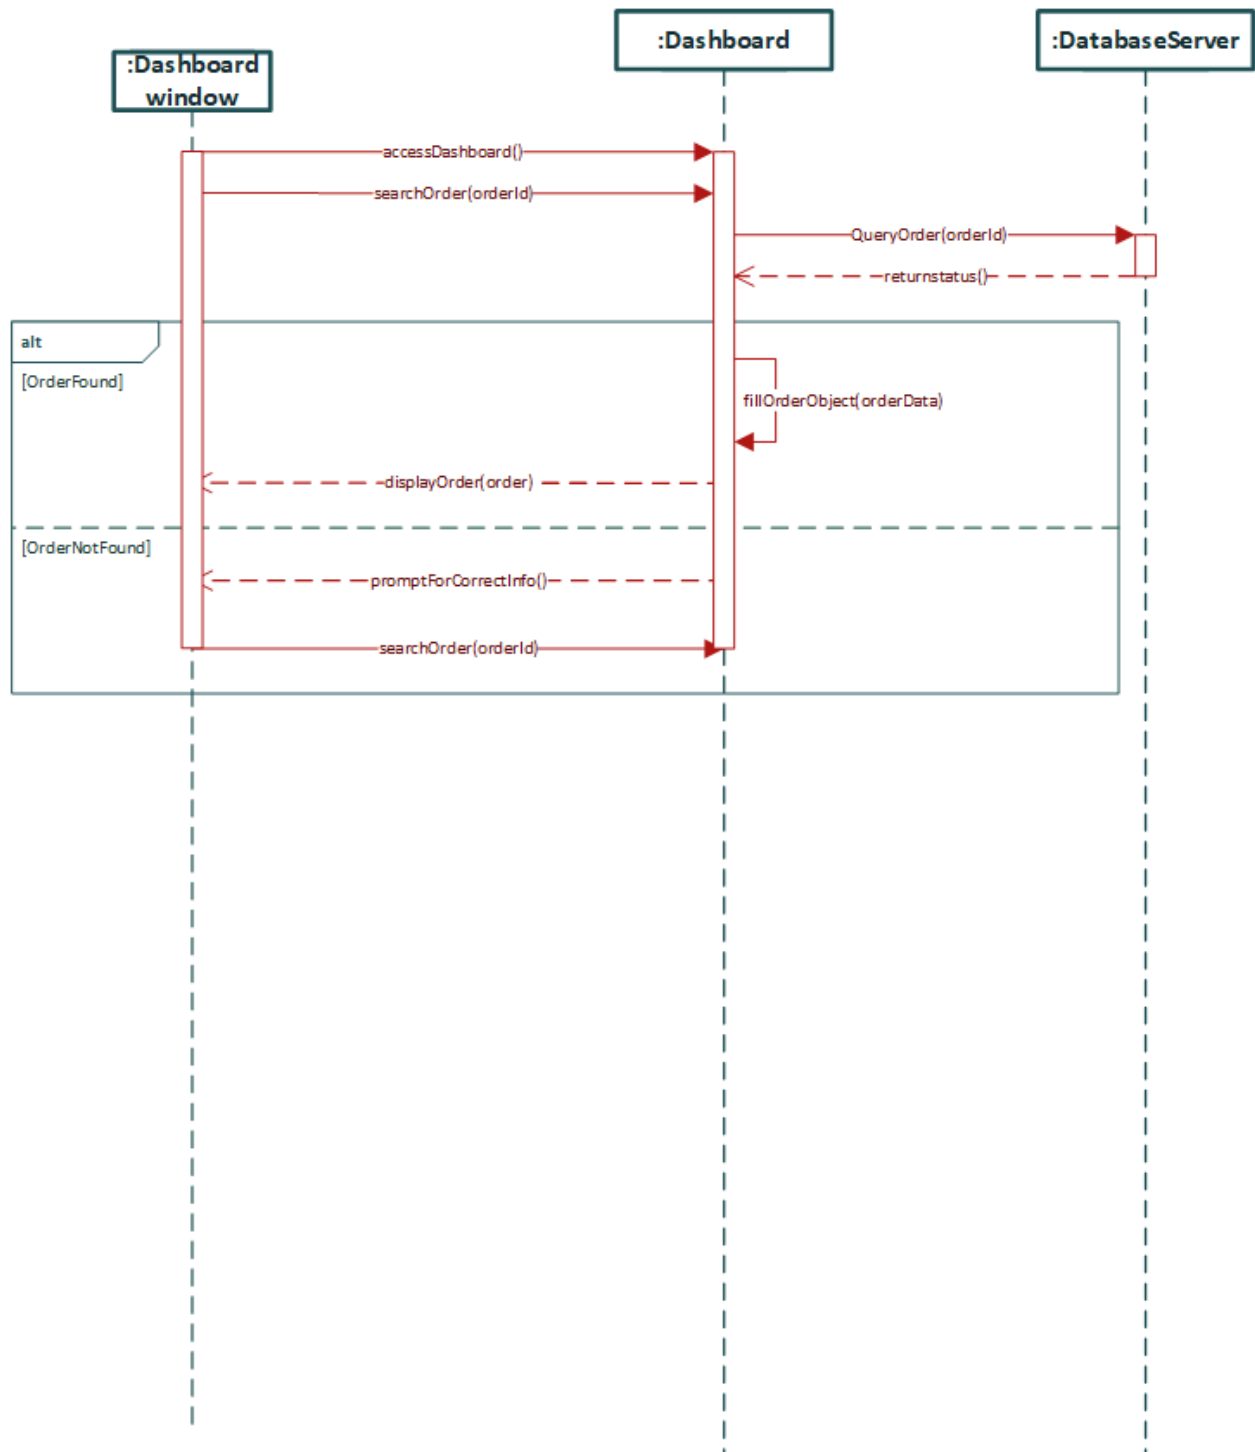 :Dashboard
window
:Dashboard
:DatabaseServer
accessDashboard()
searchOrder(orderId)
QueryOrder(orderId)
returnstatus()
alt
[OrderFound]
fillOrderObject(orderData)
displayOrder(order)
[OrderNotFound]
promptForCorrectInfo()
searchOrder(orderId)